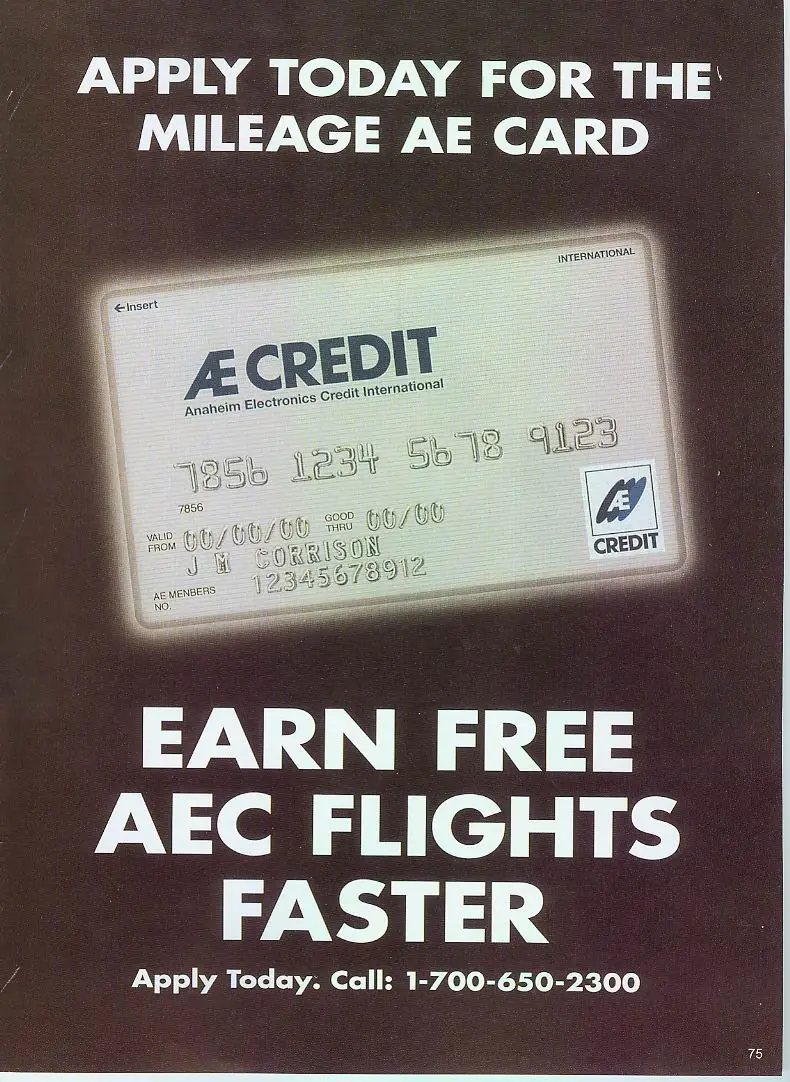 APPLY TODAY FOR THE
MILEAGE AE CARD
INTERNATIONAL
←Insert
Æ CREDIT
Anaheim Electronics Credit International
7856 1234 5678 9123
7856
VALID FROM 00/00/00 GOOD THRU 00/00
J M CORRISON
AE MENBERS NO. 12345678912
Æ
CREDIT
EARN FREE
AEC FLIGHTS
FASTER
Apply Today. Call: 1-700-650-2300
75